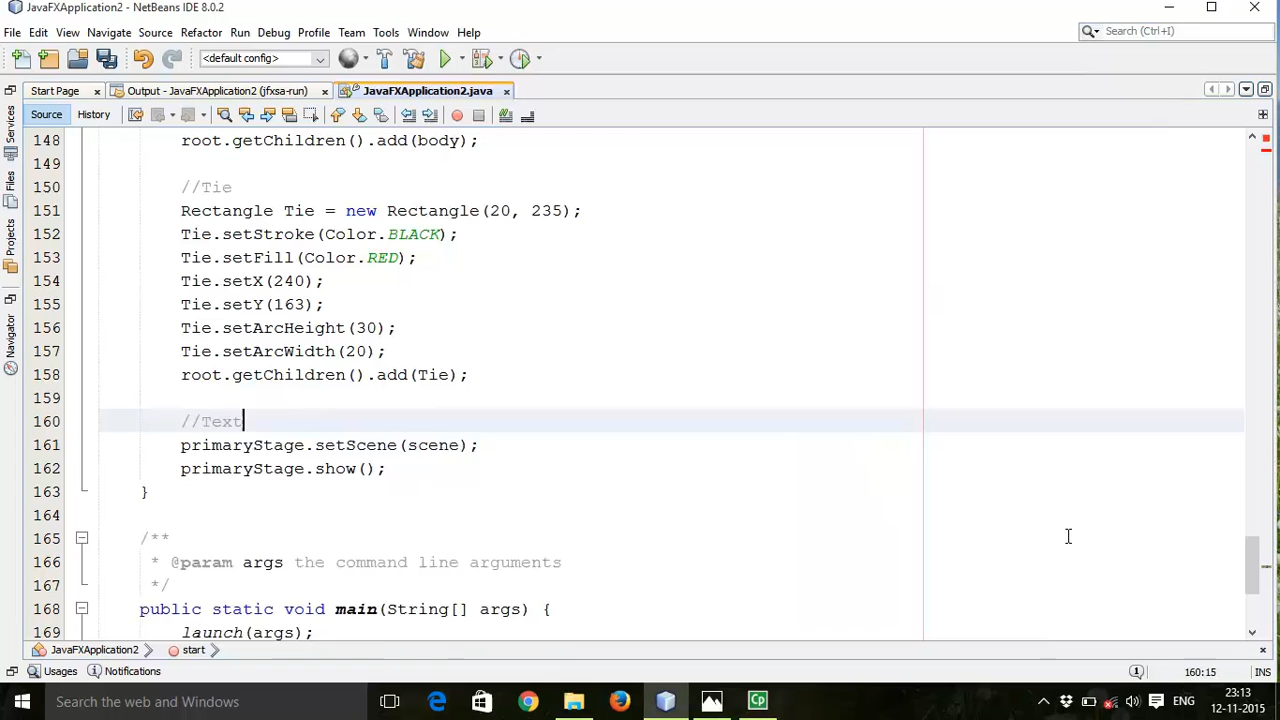 JavaFXApplication2 - NetBeans IDE 8.0.2
File Edit View Navigate Source Refactor Run Debug Profile Team Tools Window Help
Search (Ctrl+I)
<default config>
Start Page Output - JavaFXApplication2 (jfxsa-run) JavaFXApplication2.java
Source History
Services
Files
Projects
Navigator
148 root.getChildren().add(body);
149
150 //Tie
151 Rectangle Tie = new Rectangle(20, 235);
152 Tie.setStroke(Color.BLACK);
153 Tie.setFill(Color.RED);
154 Tie.setX(240);
155 Tie.setY(163);
156 Tie.setArcHeight(30);
157 Tie.setArcWidth(20);
158 root.getChildren().add(Tie);
159
160 //Text
161 primaryStage.setScene(scene);
162 primaryStage.show();
163 }
164
165 /**
166 * @param args the command line arguments
167 */
168 public static void main(String[] args) {
169 launch(args);
JavaFXApplication2 start
Usages Notifications 1 160:15 INS
Search the web and Windows Cp ENG 23:13
12-11-2015